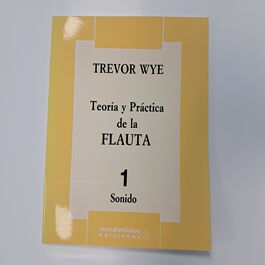 TREVOR WYE
Teoría y Práctica
de la
FLAUTA
1
Sonido
mundimúsica
ediciones